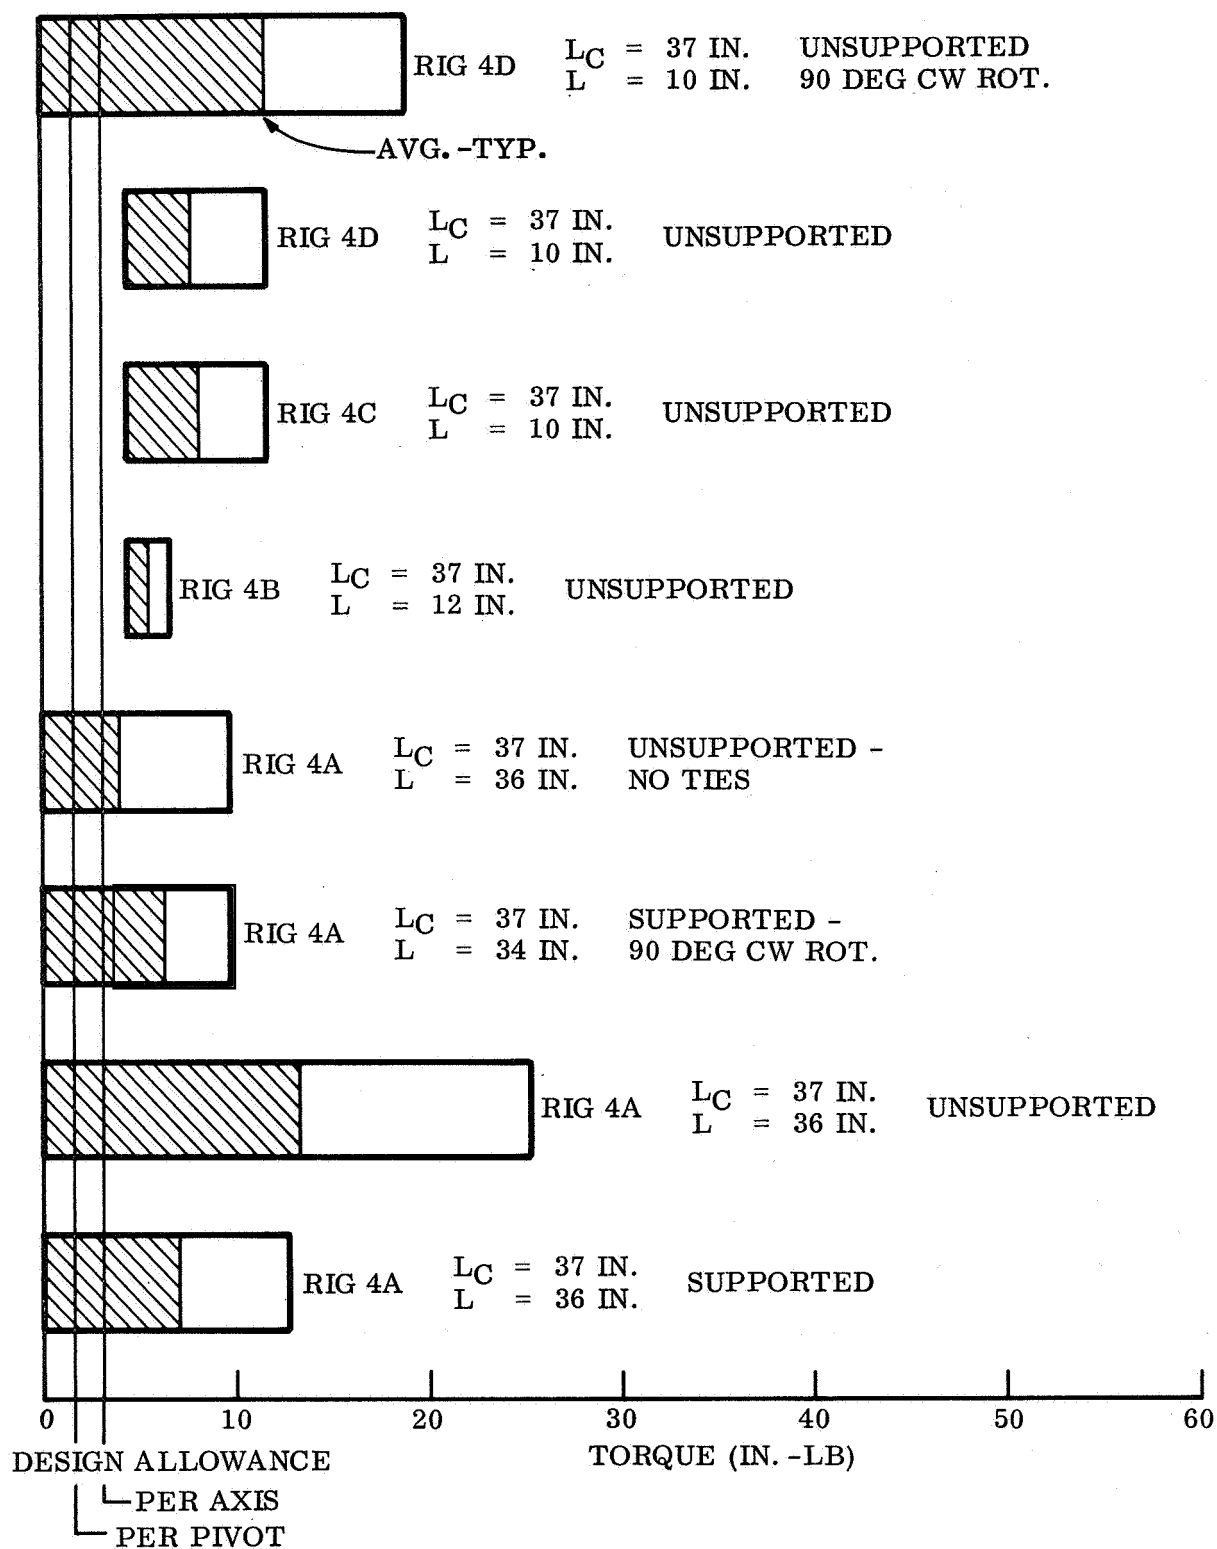 RIG 4D LC = 37 IN. UNSUPPORTED
L = 10 IN. 90 DEG CW ROT.
AVG.-TYP.
RIG 4D LC = 37 IN. UNSUPPORTED
L = 10 IN.
RIG 4C LC = 37 IN. UNSUPPORTED
L = 10 IN.
RIG 4B LC = 37 IN. UNSUPPORTED
L = 12 IN.
RIG 4A LC = 37 IN. UNSUPPORTED -
L = 36 IN. NO TIES
RIG 4A LC = 37 IN. SUPPORTED -
L = 34 IN. 90 DEG CW ROT.
RIG 4A LC = 37 IN. UNSUPPORTED
L = 36 IN.
RIG 4A LC = 37 IN. SUPPORTED
L = 36 IN.
0 10 20 30 40 50 60
DESIGN ALLOWANCE TORQUE (IN. -LB)
PER AXIS
PER PIVOT